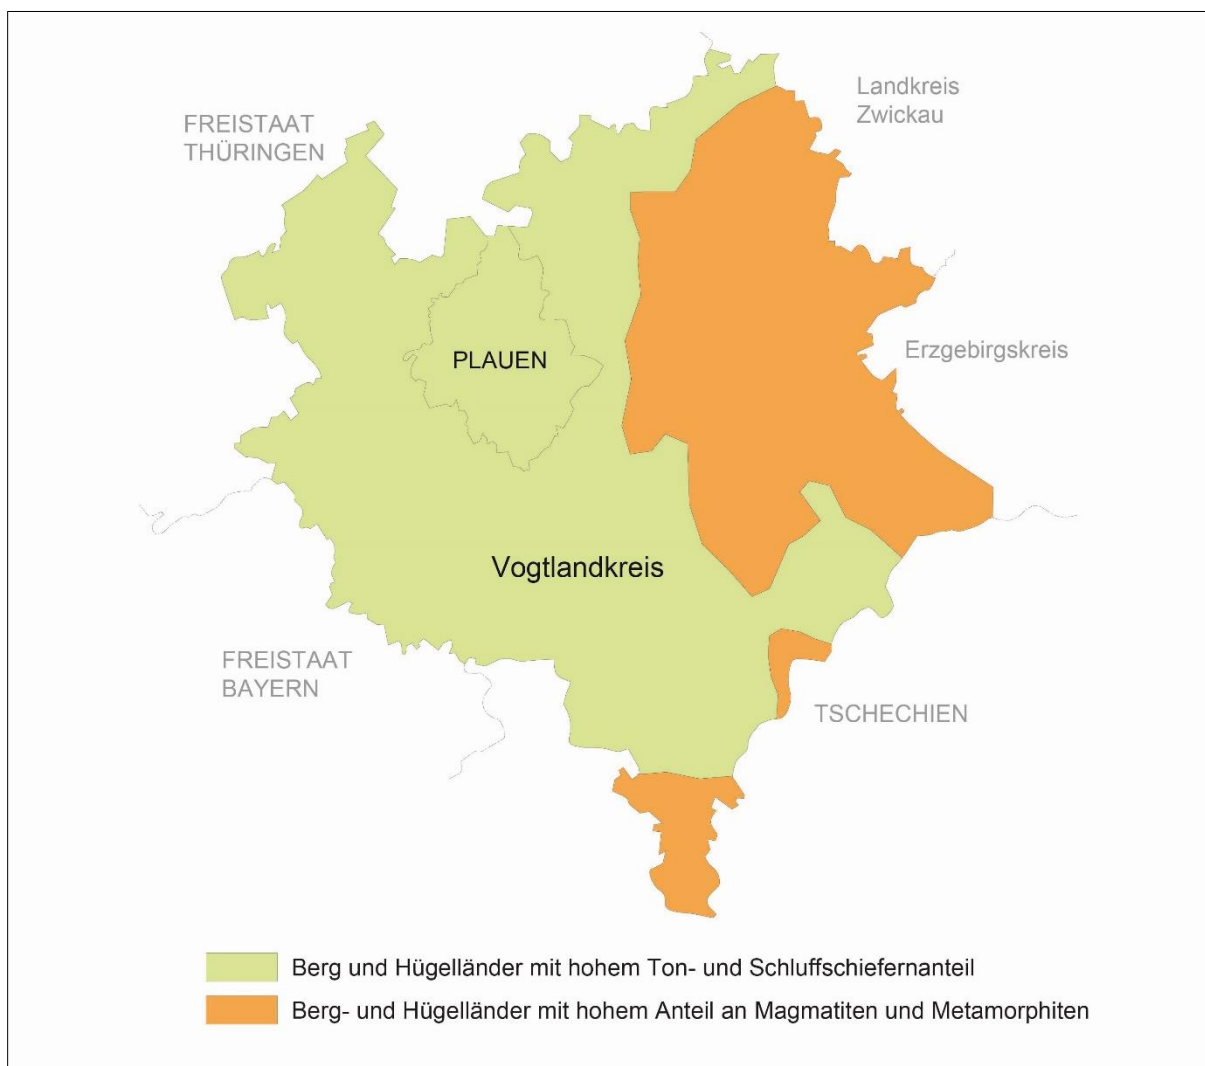 FREISTAAT
THÜRINGEN
Landkreis
Zwickau
PLAUEN
Erzgebirgskreis
Vogtlandkreis
FREISTAAT
BAYERN
TSCHECHIEN
Berg und Hügelländer mit hohem Ton- und Schluffschiefernanteil
Berg- und Hügelländer mit hohem Anteil an Magmatiten und Metamorphiten